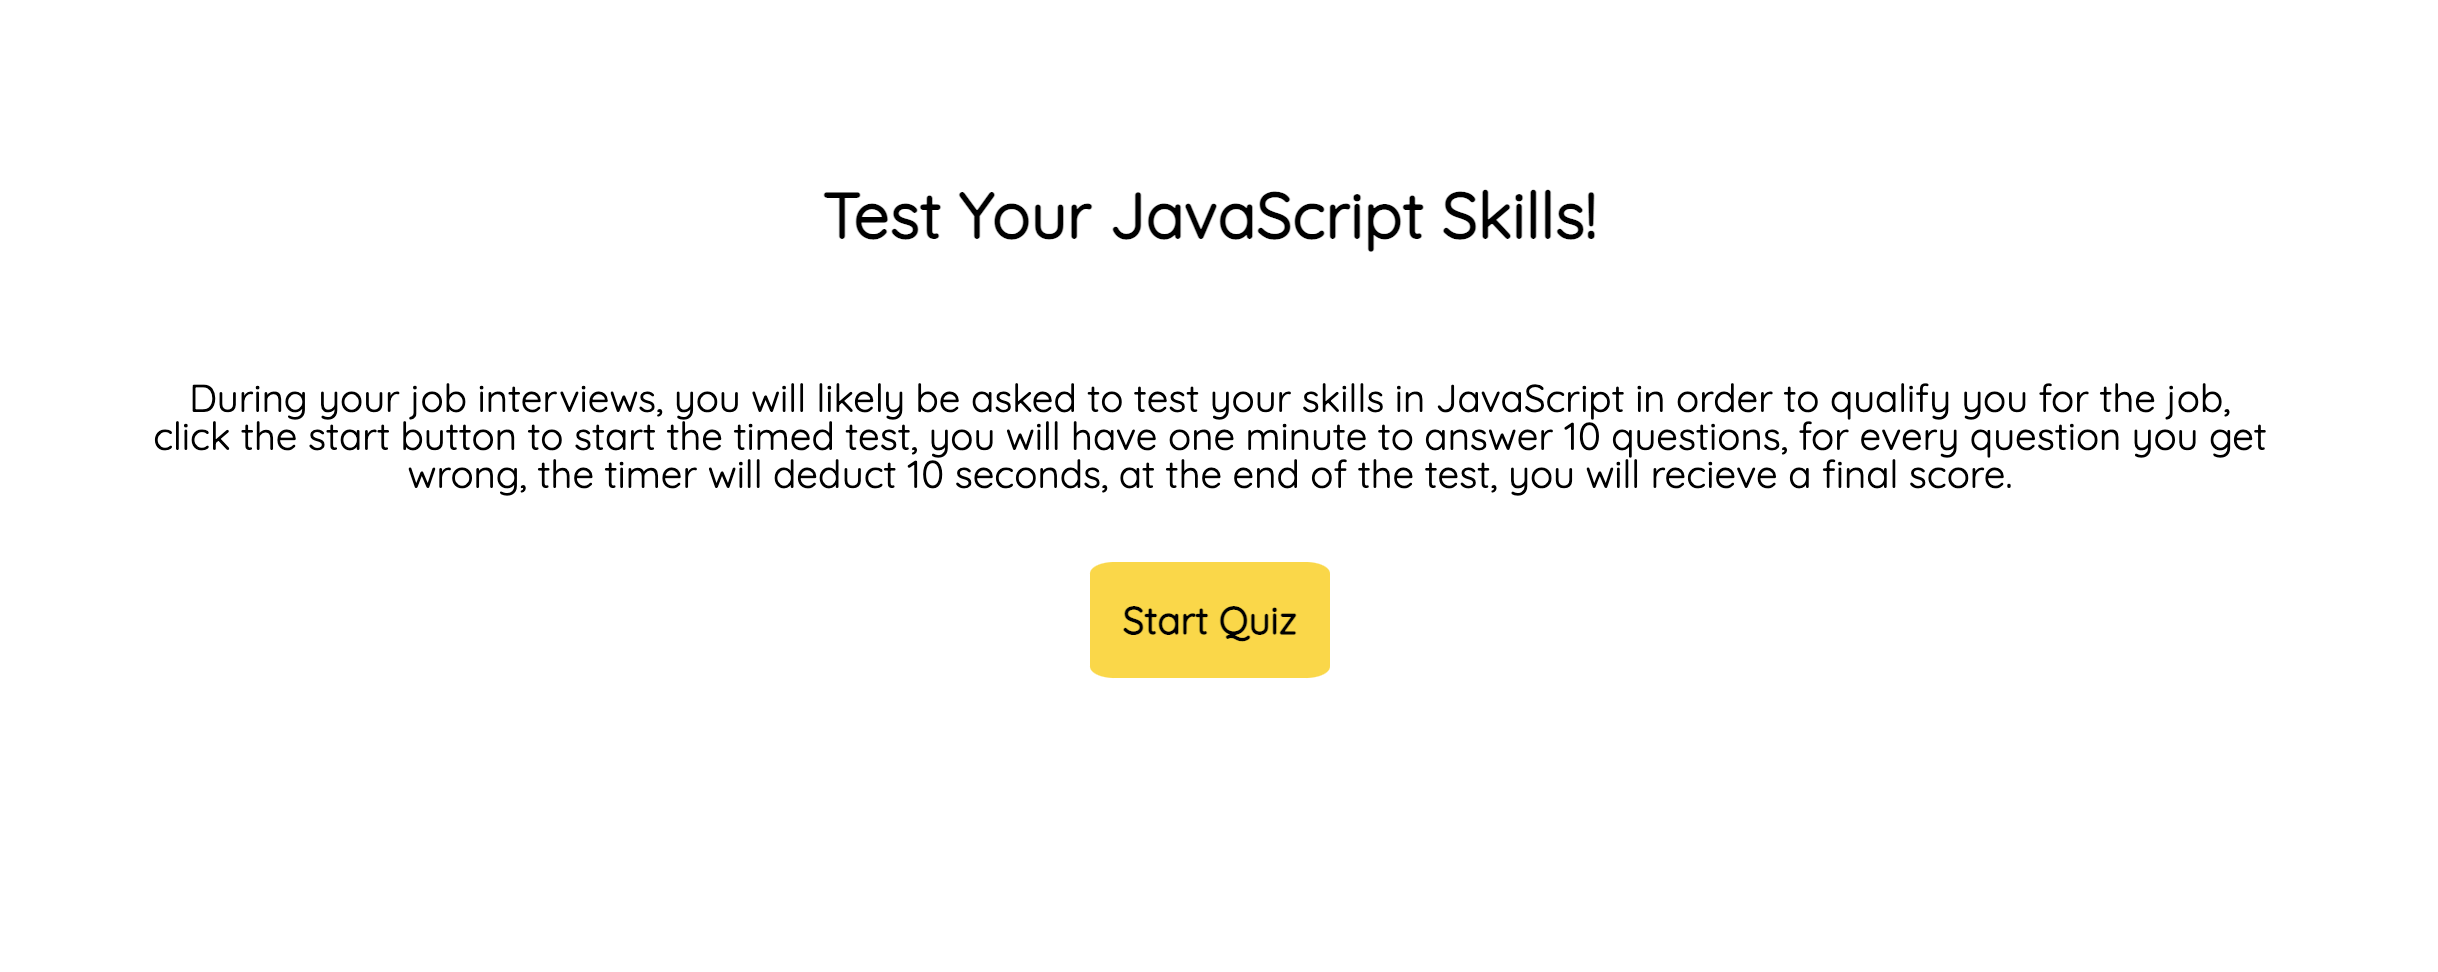 Test Your JavaScript Skills!
During your job interviews, you will likely be asked to test your skills in JavaScript in order to qualify you for the job,
click the start button to start the timed test, you will have one minute to answer 10 questions, for every question you get
wrong, the timer will deduct 10 seconds, at the end of the test, you will recieve a final score.
Start Quiz